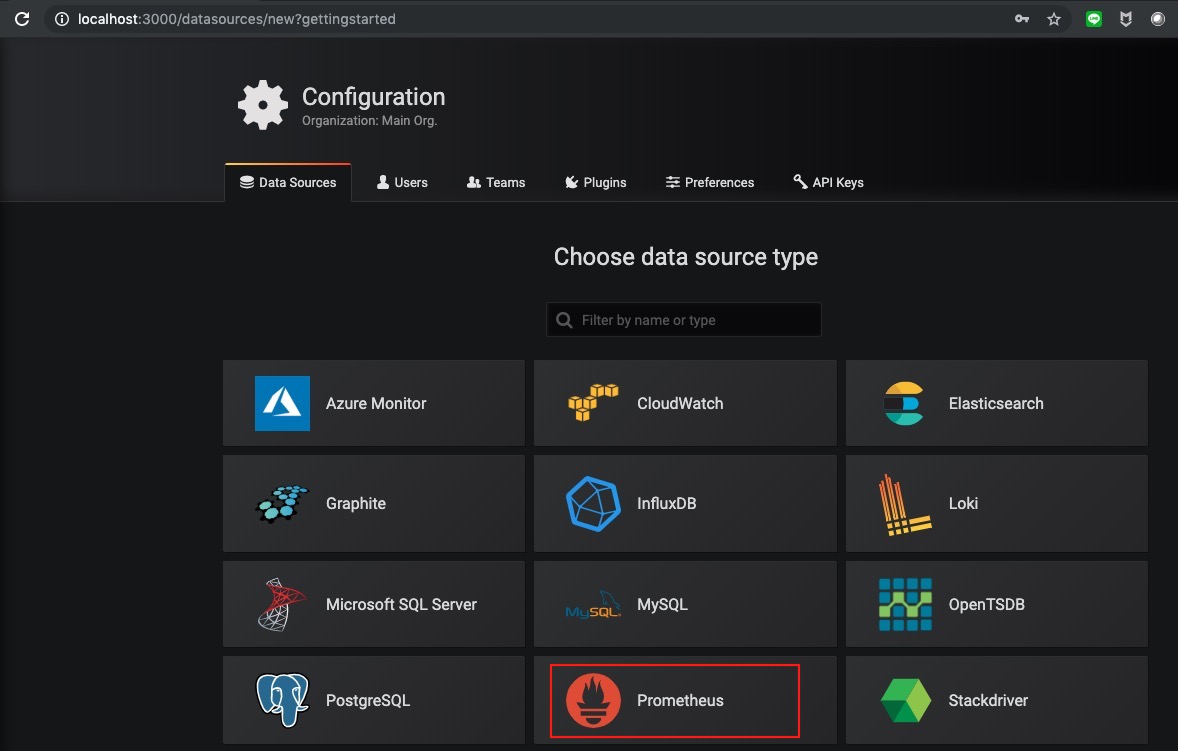 localhost:3000/datasources/new?gettingstarted
Configuration
Organization: Main Org.
Data Sources Users Teams Plugins Preferences API Keys
Choose data source type
Filter by name or type
Azure Monitor CloudWatch Elasticsearch
Graphite InfluxDB Loki
Microsoft SQL Server MySQL MySQL OpenTSDB
PostgreSQL Prometheus Stackdriver